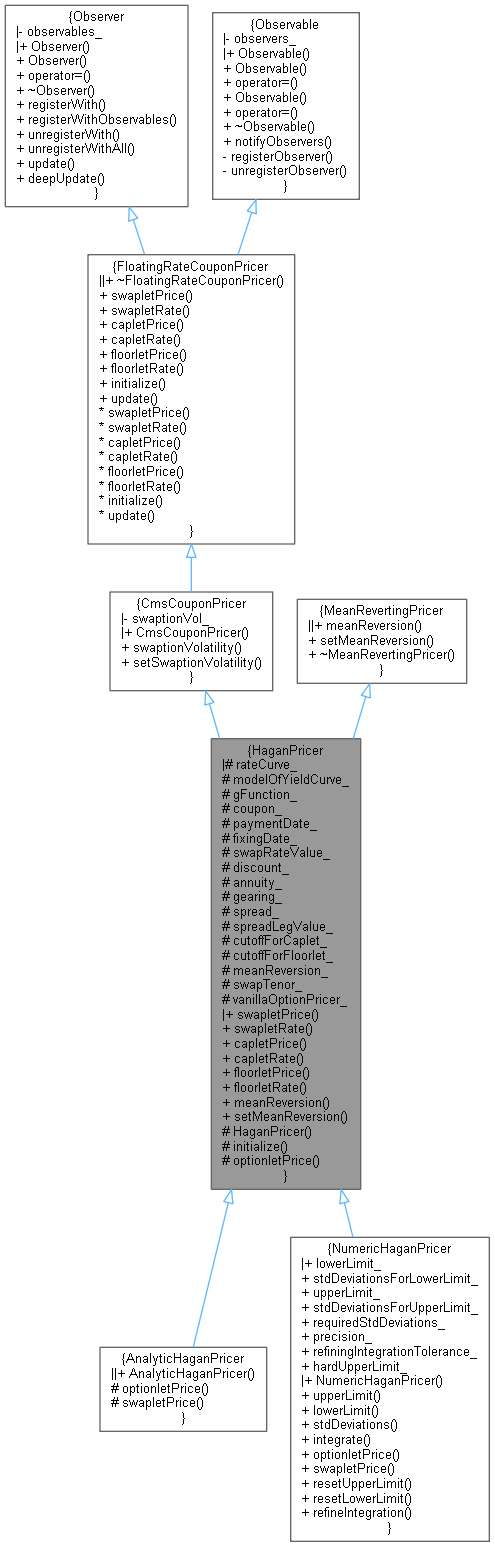 {Observer
|- observables_
|+ Observer()
+ Observer()
+ operator=()
+ ~Observer()
+ registerWith()
+ registerWithObservables()
+ unregisterWith()
+ unregisterWithAll()
+ update()
+ deepUpdate()
}
{Observable
|- observers_
|+ Observable()
+ Observable()
+ operator=()
+ Observable()
+ operator=()
+ ~Observable()
+ notifyObservers()
- registerObserver()
- unregisterObserver()
}
{FloatingRateCouponPricer
||+ ~FloatingRateCouponPricer()
+ swapletPrice()
+ swapletRate()
+ capletPrice()
+ capletRate()
+ floorletPrice()
+ floorletRate()
+ initialize()
+ update()
* swapletPrice()
* swapletRate()
* capletPrice()
* capletRate()
* floorletPrice()
* floorletRate()
* initialize()
* update()
}
{CmsCouponPricer
|- swaptionVol_
|+ CmsCouponPricer()
+ swaptionVolatility()
+ setSwaptionVolatility()
}
{MeanRevertingPricer
||+ meanReversion()
+ setMeanReversion()
+ ~MeanRevertingPricer()
}
{HaganPricer
|# rateCurve_
# modelOfYieldCurve_
# gFunction_
# coupon_
# paymentDate_
# fixingDate_
# swapRateValue_
# discount_
# annuity_
# gearing_
# spread_
# spreadLegValue_
# cutoffForCaplet_
# cutoffForFloorlet_
# meanReversion_
# swapTenor_
# vanillaOptionPricer_
|+ swapletPrice()
+ swapletRate()
+ capletPrice()
+ capletRate()
+ floorletPrice()
+ floorletRate()
+ meanReversion()
+ setMeanReversion()
# HaganPricer()
# initialize()
# optionletPrice()
}
{AnalyticHaganPricer
||+ AnalyticHaganPricer()
# optionletPrice()
# swapletPrice()
}
{NumericHaganPricer
|+ lowerLimit_
+ stdDeviationsForLowerLimit_
+ upperLimit_
+ stdDeviationsForUpperLimit_
+ requiredStdDeviations_
+ precision_
+ refiningIntegrationTolerance_
+ hardUpperLimit_
|+ NumericHaganPricer()
+ upperLimit()
+ lowerLimit()
+ stdDeviations()
+ integrate()
+ optionletPrice()
+ swapletPrice()
+ resetUpperLimit()
+ resetLowerLimit()
+ refineIntegration()
}